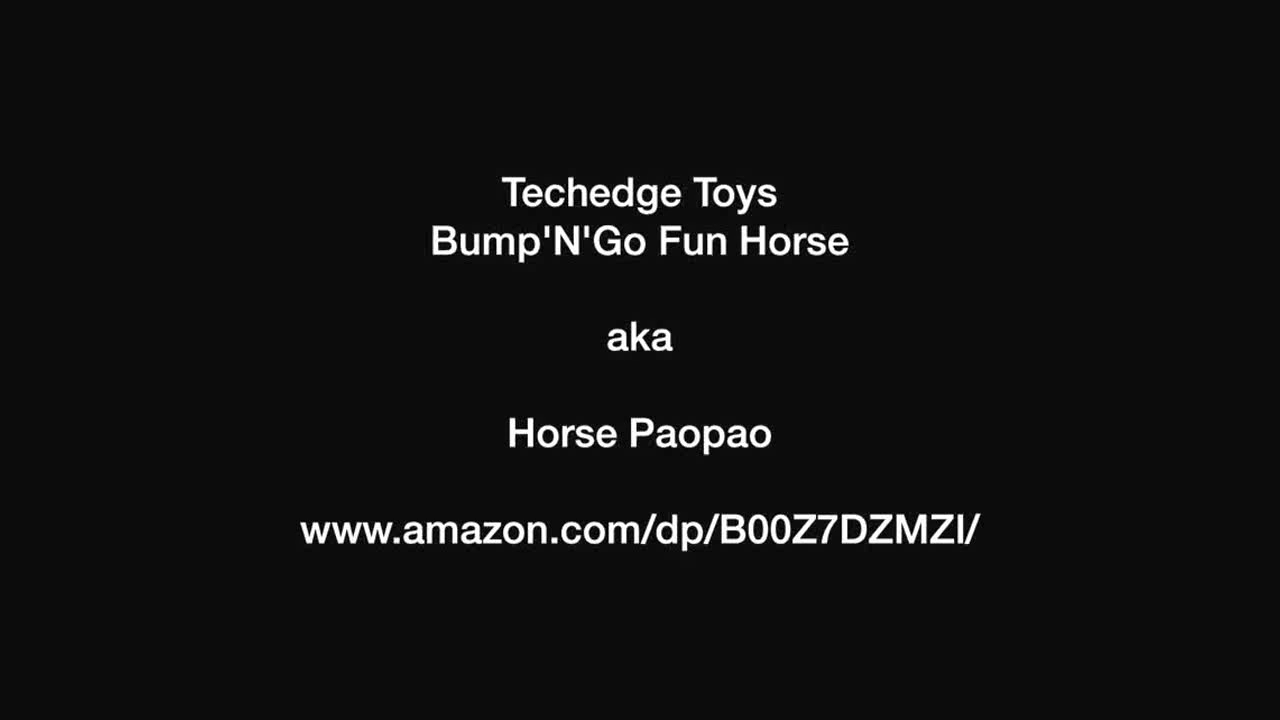 Techedge Toys
Bump'N'Go Fun Horse
aka
Horse Paopao
www.amazon.com/dp/B00Z7DZMZI/